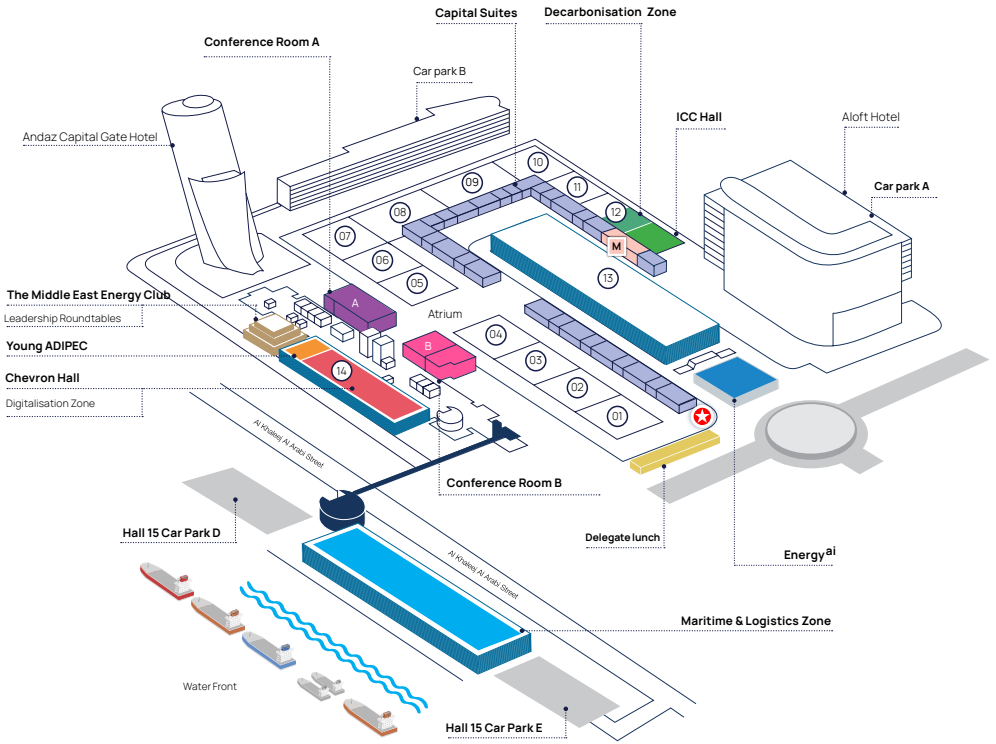 Capital Suites
Decarbonisation Zone
Conference Room A
Car park B
ICC Hall
Aloft Hotel
Andaz Capital Gate Hotel
Car park A
10
11
09
12
08
M
07
13
06
05
The Middle East Energy Club
Leadership Roundtables
A
Atrium
04
B
Young ADIPEC
03
14
Chevron Hall
Digitalisation Zone
02
01
Al Khaleej Al Arabi Street
Conference Room B
Hall 15 Car Park D
Delegate lunch
Energy ai
Al Khaleej Al Arabi Street
Maritime & Logistics Zone
Water Front
Hall 15 Car Park E